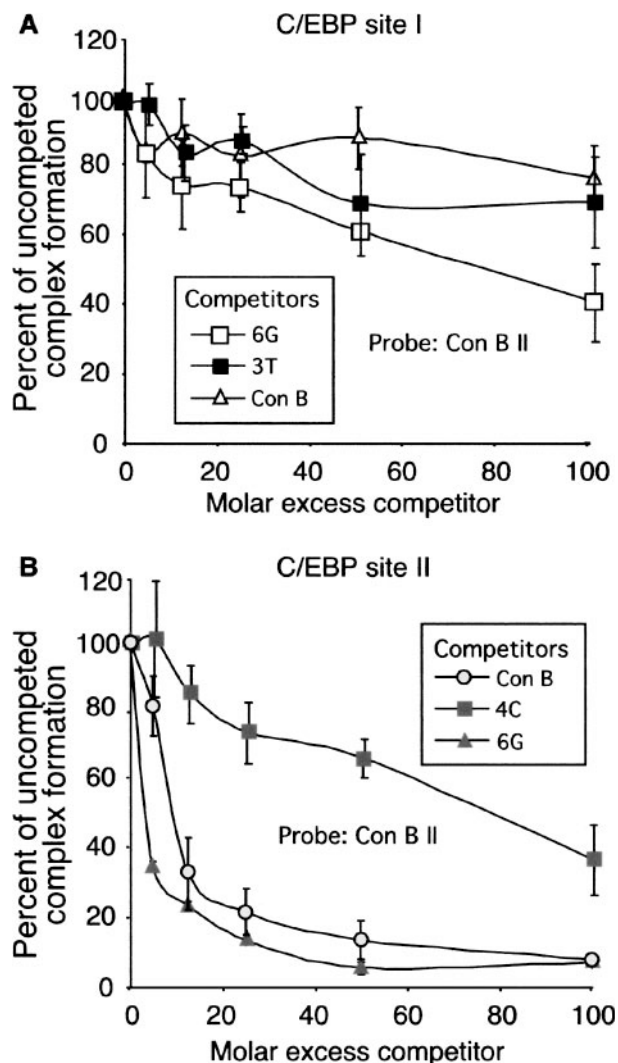 A
C/EBP site I
Percent of uncompeted
complex formation
120
100
80
60
40
20
0
Competitors
6G
3T
Con B
Probe: Con B II
0 20 40 60 80 100
Molar excess competitor
B
C/EBP site II
Percent of uncompeted
complex formation
120
100
80
60
40
20
0
Competitors
Con B
4C
6G
Probe: Con B II
0 20 40 60 80 100
Molar excess competitor